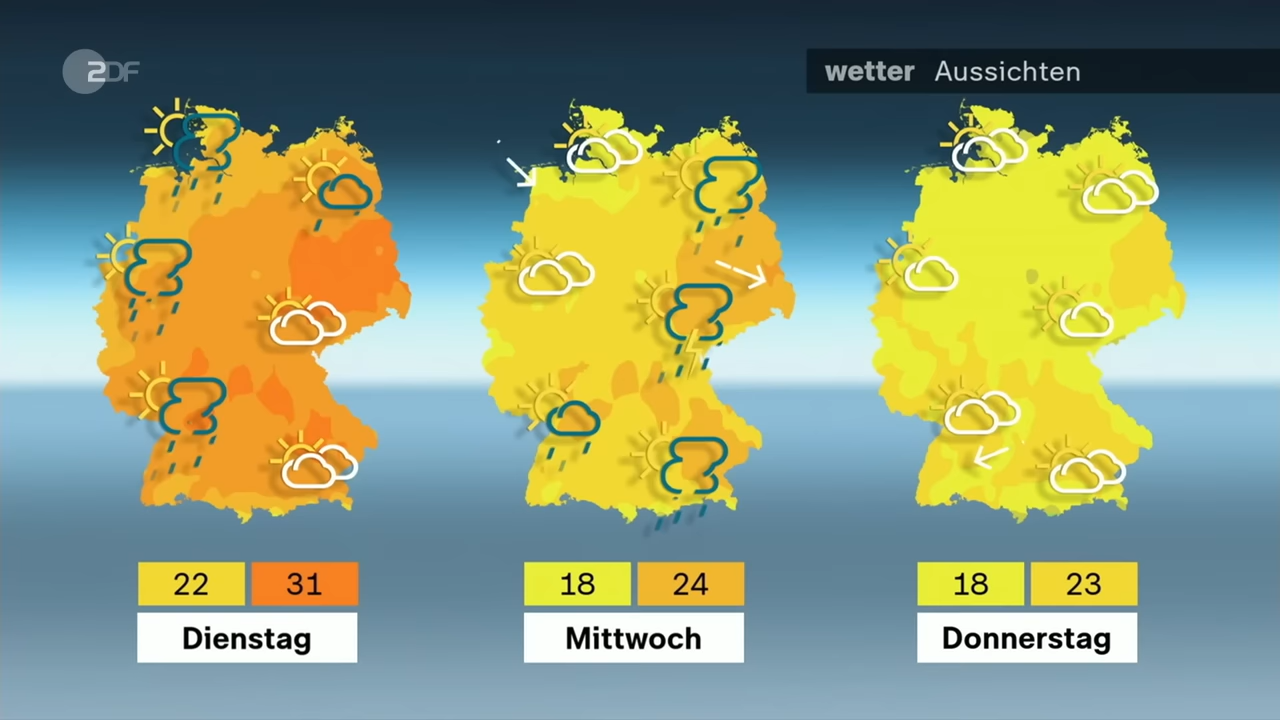 ZDF
wetter Aussichten
22 31
Dienstag
18 24
Mittwoch
18 23
Donnerstag